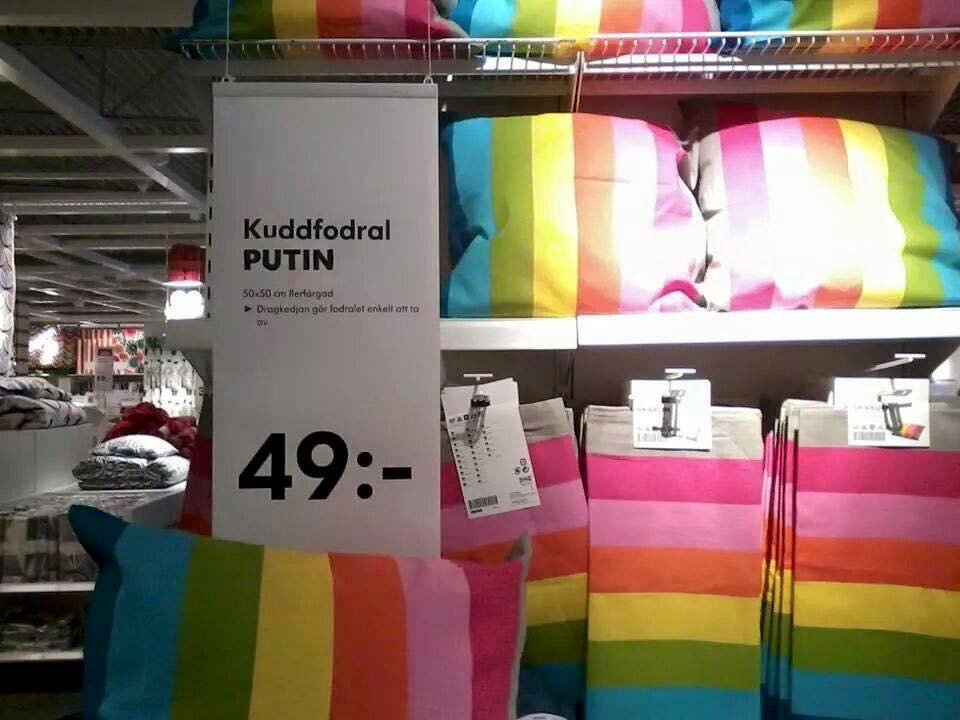 Kuddfodral
PUTIN
50x50 cm flerfärgad
► Dragkedjan gör fodralet enkelt att ta
av.
49:-